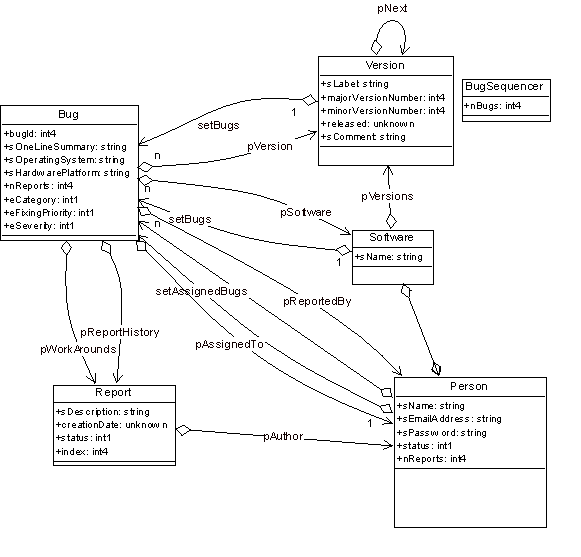 pNext
Version
+sLabel: string
+majorVersionNumber: int4
+minorVersionNumber: int4
+released: unknown
+sComment: string
BugSequencer
+nBugs: int4
Bug
+bugId: int4
+sOneLineSummary: string
+sOperatingSystem: string
+sHardwarePlatform: string
+nReports: int4
+eCategory: int1
+eFixingPriority: int1
+eSeverity: int1
setBugs
1
n
pVersion
n
pSoftware
pVersions
setBugs
n
1
Software
+sName: string
setAssignedBugs
pReportedBy
pReportHistory
pWorkArounds
pAssignedTo
1
Report
+sDescription: string
+creationDate: unknown
+status: int1
+index: int4
pAuthor
Person
+sName: string
+sEmailAddress: string
+sPassword: string
+status: int1
+nReports: int4